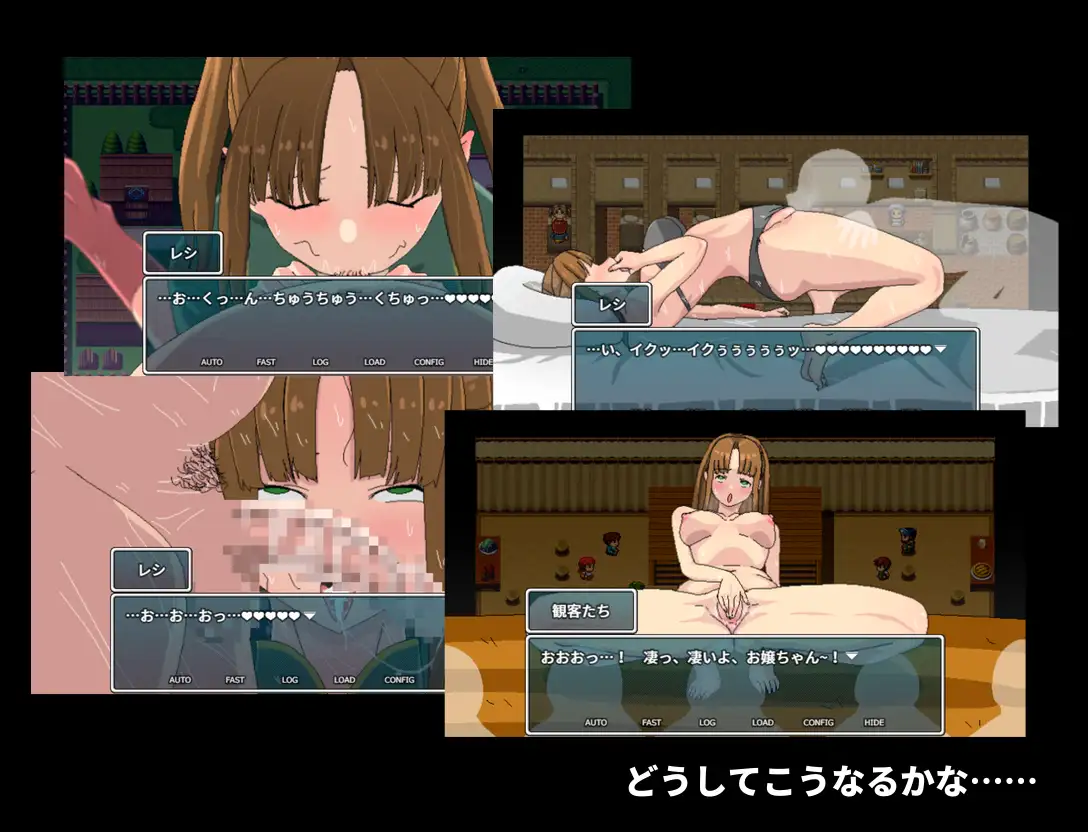 レシ
…お…くっ…ん…ちゅうちゅう…くちゅっ…♥♥♥♥
AUTO FAST LOG LOAD CONFIG HIDE
レシ
…い、イクッ…イクぅぅぅぅぅッ…♥♥♥♥♥♥♥♥♥♥
レシ
…お…お…おっ…♥♥♥♥♥
AUTO FAST LOG LOAD CONFIG
観客たち
おおおっ…！　凄っ、凄いよ、お嬢ちゃん~！
AUTO FAST LOG LOAD CONFIG HIDE
どうしてこうなるかな……